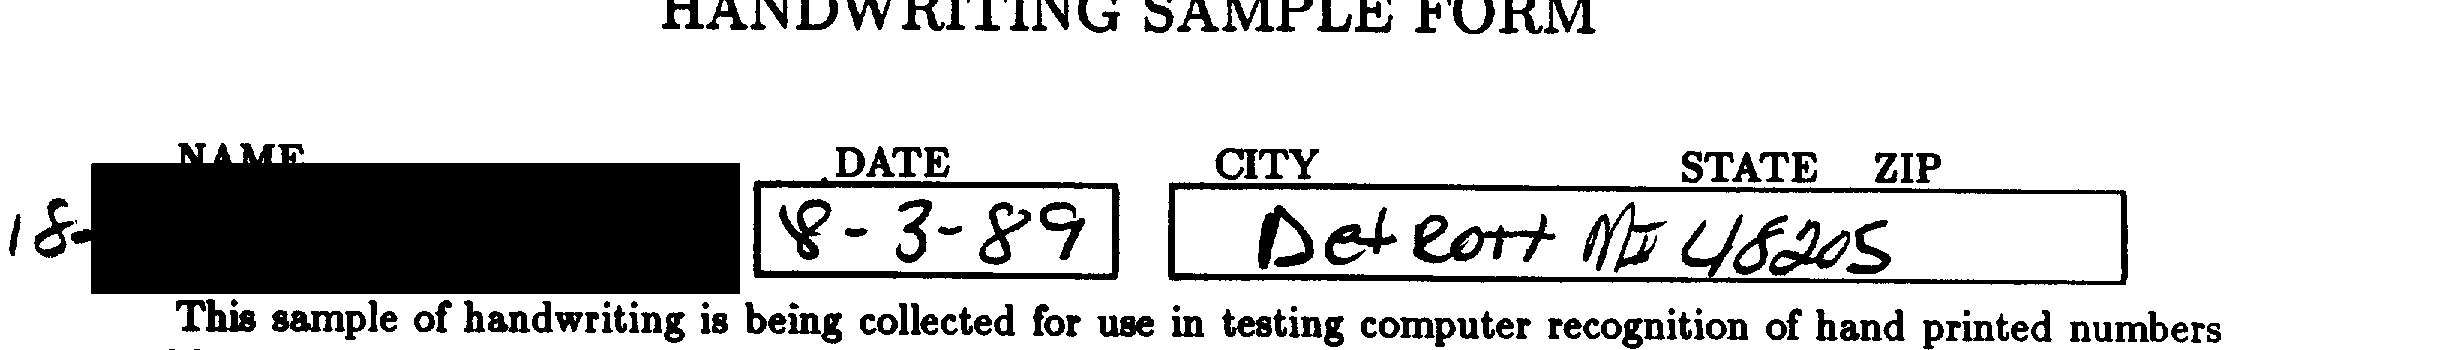 HANDWRITING SAMPLE FORM
NAME DATE CITY STATE ZIP
18- 8-3-89 Detroit MI 48205
This sample of handwriting is being collected for use in testing computer recognition of hand printed numbers